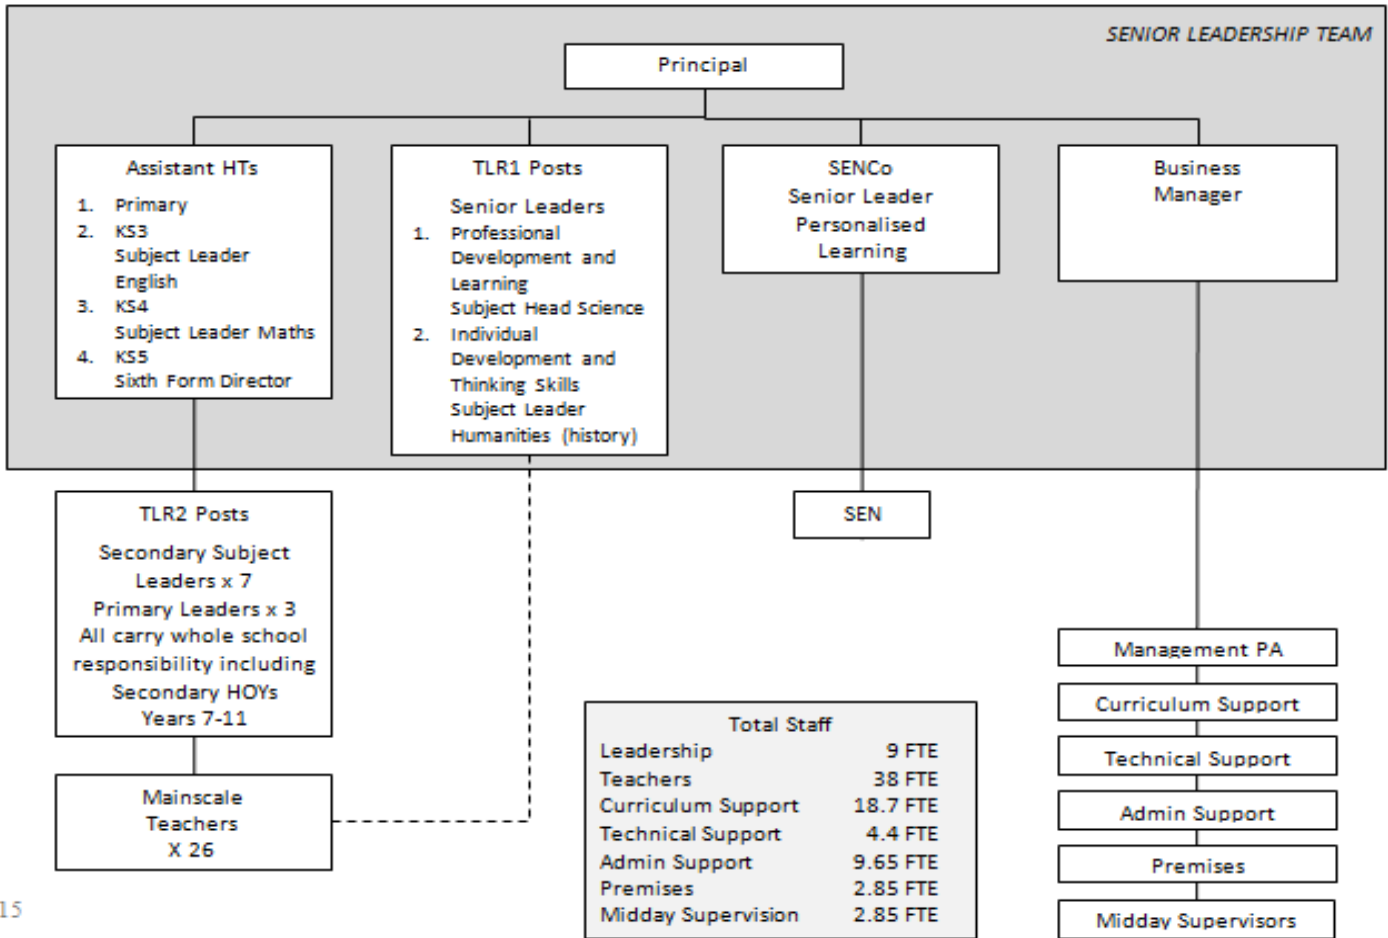 SENIOR LEADERSHIP TEAM
Principal
Assistant HTs
1. Primary
2. KS3
Subject Leader
English
3. KS4
Subject Leader Maths
4. KS5
Sixth Form Director
TLR1 Posts
Senior Leaders
1. Professional
Development and
Learning
Subject Head Science
2. Individual
Development and
Thinking Skills
Subject Leader
Humanities (history)
SENCo
Senior Leader
Personalised
Learning
Business
Manager
TLR2 Posts
Secondary Subject
Leaders x 7
Primary Leaders x 3
All carry whole school
responsibility including
Secondary HOYs
Years 7-11
SEN
Mainscale
Teachers
X 26
Total Staff
Leadership 9 FTE
Teachers 38 FTE
Curriculum Support 18.7 FTE
Technical Support 4.4 FTE
Admin Support 9.65 FTE
Premises 2.85 FTE
Midday Supervision 2.85 FTE
Management PA
Curriculum Support
Technical Support
Admin Support
Premises
Midday Supervisors
15